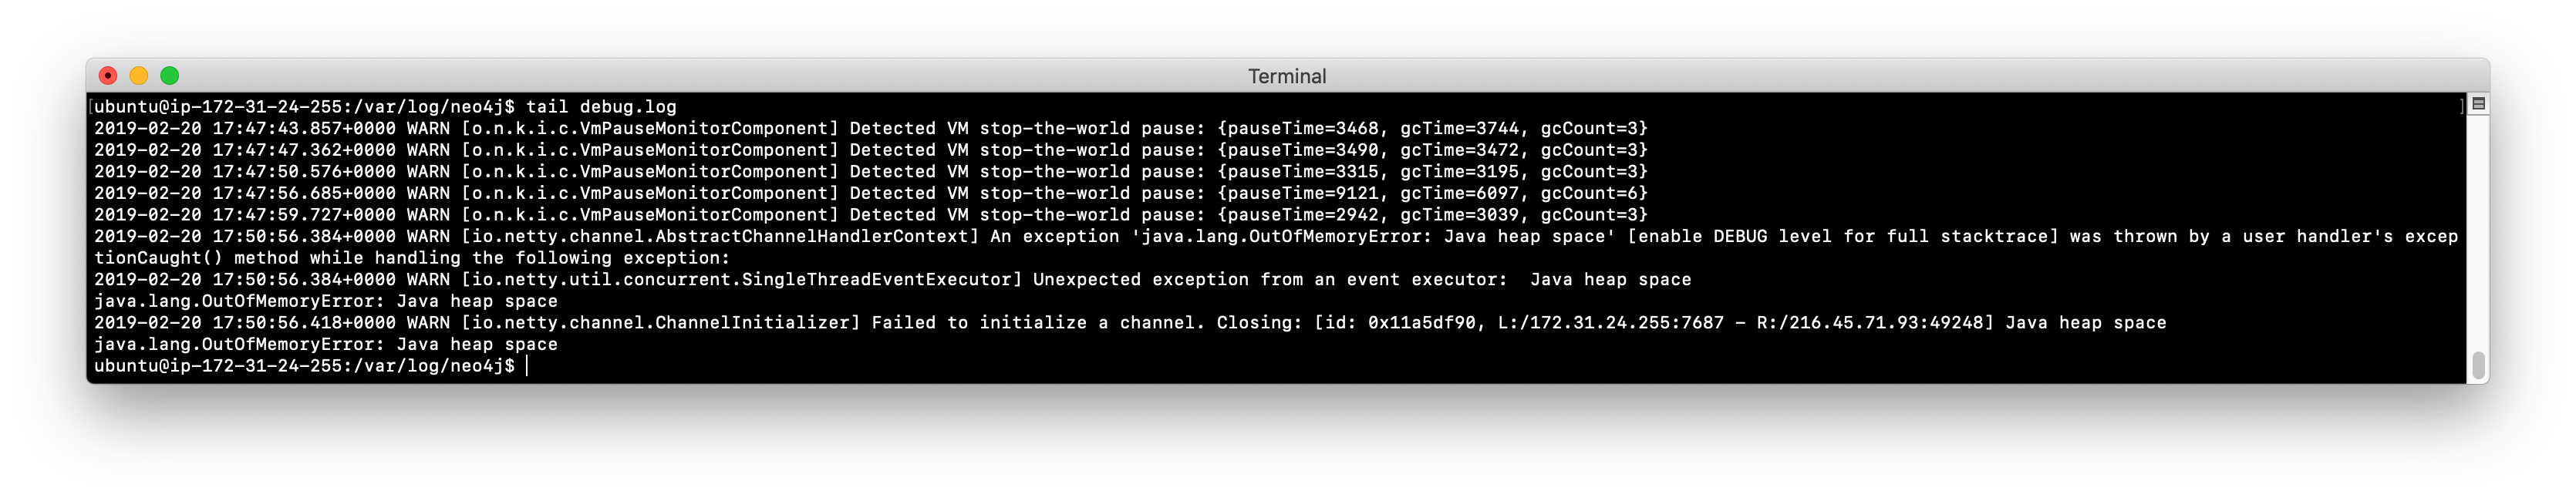 Terminal
[ubuntu@ip-172-31-24-255:/var/log/neo4j$ tail debug.log ]
2019-02-20 17:47:43.857+0000 WARN [o.n.k.i.c.VmPauseMonitorComponent] Detected VM stop-the-world pause: {pauseTime=3468, gcTime=3744, gcCount=3}
2019-02-20 17:47:47.362+0000 WARN [o.n.k.i.c.VmPauseMonitorComponent] Detected VM stop-the-world pause: {pauseTime=3490, gcTime=3472, gcCount=3}
2019-02-20 17:47:50.576+0000 WARN [o.n.k.i.c.VmPauseMonitorComponent] Detected VM stop-the-world pause: {pauseTime=3315, gcTime=3195, gcCount=3}
2019-02-20 17:47:56.685+0000 WARN [o.n.k.i.c.VmPauseMonitorComponent] Detected VM stop-the-world pause: {pauseTime=9121, gcTime=6097, gcCount=6}
2019-02-20 17:47:59.727+0000 WARN [o.n.k.i.c.VmPauseMonitorComponent] Detected VM stop-the-world pause: {pauseTime=2942, gcTime=3039, gcCount=3}
2019-02-20 17:50:56.384+0000 WARN [io.netty.channel.AbstractChannelHandlerContext] An exception 'java.lang.OutOfMemoryError: Java heap space' [enable DEBUG level for full stacktrace] was thrown by a user handler's excep
tionCaught() method while handling the following exception:
2019-02-20 17:50:56.384+0000 WARN [io.netty.util.concurrent.SingleThreadEventExecutor] Unexpected exception from an event executor:  Java heap space
java.lang.OutOfMemoryError: Java heap space
2019-02-20 17:50:56.418+0000 WARN [io.netty.channel.ChannelInitializer] Failed to initialize a channel. Closing: [id: 0x11a5df90, L:/172.31.24.255:7687 - R:/216.45.71.93:49248] Java heap space
java.lang.OutOfMemoryError: Java heap space
ubuntu@ip-172-31-24-255:/var/log/neo4j$